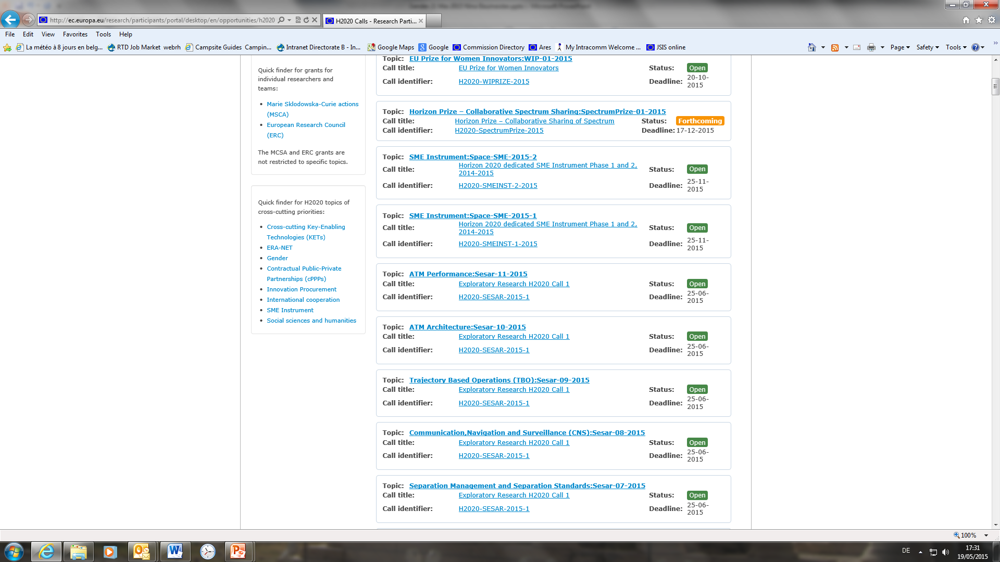 http://ec.europa.eu/research/participants/portal/desktop/en/opportunities/h2020
H2020 Calls - Research Parti...
File Edit View Favorites Tools Help
La météo à 8 jours en belg... RTD Job Market webrh Campsite Guides Campin... Intranet Directorate B - In... Google Maps Google Commission Directory Ares My Intracomm Welcome ... JSIS online
Page Safety Tools
Quick finder for grants for
individual researchers and
teams:
Marie Sklodowska-Curie actions
(MSCA)
European Research Council
(ERC)
The MCSA and ERC grants are
not restricted to specific topics.
Quick finder for H2020 topics of
cross-cutting priorities:
Cross-cutting Key-Enabling
Technologies (KETs)
ERA-NET
Gender
Contractual Public-Private
Partnerships (cPPPs)
Innovation Procurement
International cooperation
SME Instrument
Social sciences and humanities
Topic: EU Prize for Women Innovators:WIP-01-2015
Call title: EU Prize for Women Innovators Status: Open
Call identifier: H2020-WIPRIZE-2015 Deadline: 20-10-
2015
Topic: Horizon Prize – Collaborative Spectrum Sharing:SpectrumPrize-01-2015
Call title: Horizon Prize – Collaborative Sharing of Spectrum Status: Forthcoming
Call identifier: H2020-SpectrumPrize-2015 Deadline: 17-12-2015
Topic: SME Instrument:Space-SME-2015-2
Call title: Horizon 2020 dedicated SME Instrument Phase 1 and 2,
2014-2015 Status: Open
Call identifier: H2020-SMEINST-2-2015 Deadline: 25-11-
2015
Topic: SME Instrument:Space-SME-2015-1
Call title: Horizon 2020 dedicated SME Instrument Phase 1 and 2,
2014-2015 Status: Open
Call identifier: H2020-SMEINST-1-2015 Deadline: 25-11-
2015
Topic: ATM Performance:Sesar-11-2015
Call title: Exploratory Research H2020 Call 1 Status: Open
Call identifier: H2020-SESAR-2015-1 Deadline: 25-06-
2015
Topic: ATM Architecture:Sesar-10-2015
Call title: Exploratory Research H2020 Call 1 Status: Open
Call identifier: H2020-SESAR-2015-1 Deadline: 25-06-
2015
Topic: Trajectory Based Operations (TBO):Sesar-09-2015
Call title: Exploratory Research H2020 Call 1 Status: Open
Call identifier: H2020-SESAR-2015-1 Deadline: 25-06-
2015
Topic: Communication,Navigation and Surveillance (CNS):Sesar-08-2015
Call title: Exploratory Research H2020 Call 1 Status: Open
Call identifier: H2020-SESAR-2015-1 Deadline: 25-06-
2015
Topic: Separation Management and Separation Standards:Sesar-07-2015
Call title: Exploratory Research H2020 Call 1 Status: Open
Call identifier: H2020-SESAR-2015-1 Deadline: 25-06-
2015
100%
DE
17:31
19/05/2015